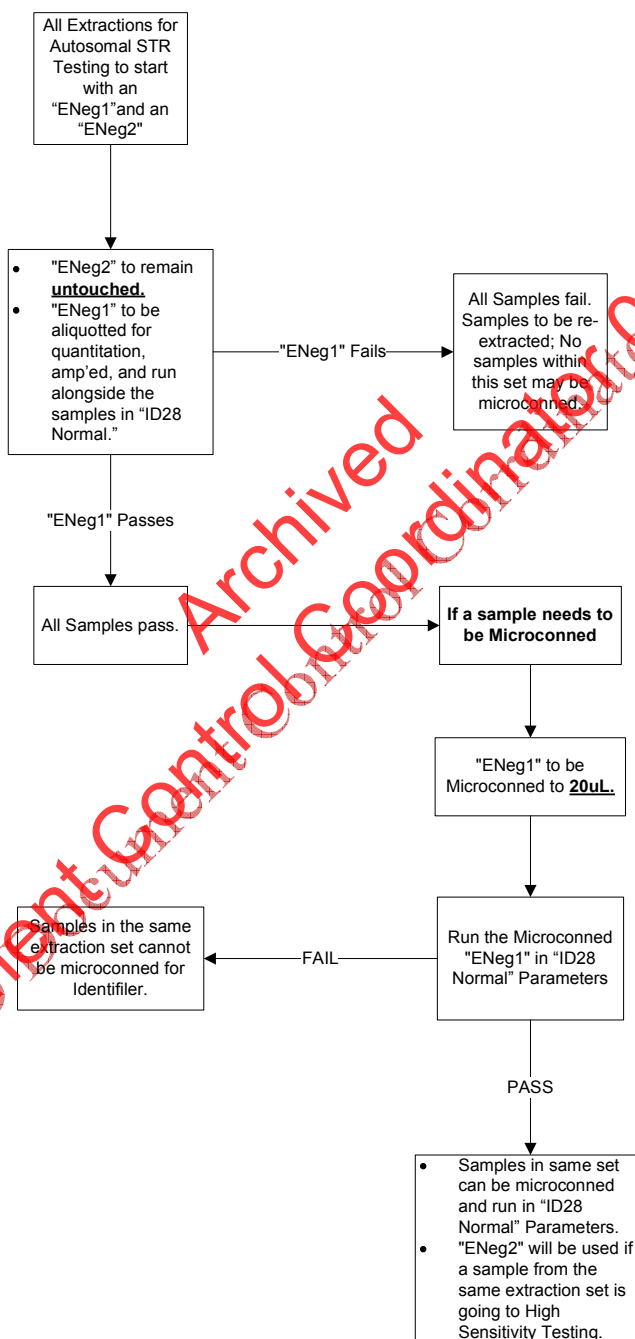 All Extractions for
Autosomal STR
Testing to start
with an
“ENeg1”and an
“ENeg2"
• "ENeg2” to remain
untouched.
• "ENeg1” to be
aliquotted for
quantitation,
amp’ed, and run
alongside the
samples in “ID28
Normal.”
"ENeg1" Fails
All Samples fail.
Samples to be re-
extracted; No
samples within
this set may be
microconned.
"ENeg1" Passes
All Samples pass.
If a sample needs to
be Microconned
"ENeg1" to be
Microconned to 20uL.
Run the Microconned
"ENeg1" in “ID28
Normal” Parameters
FAIL
Samples in the same
extraction set cannot
be microconned for
Identifiler.
PASS
• Samples in same set
can be microconned
and run in “ID28
Normal” Parameters.
• "ENeg2" will be used if
a sample from the
same extraction set is
going to High
Sensitivity Testing.
Archived
Control Coordinator
Document Control